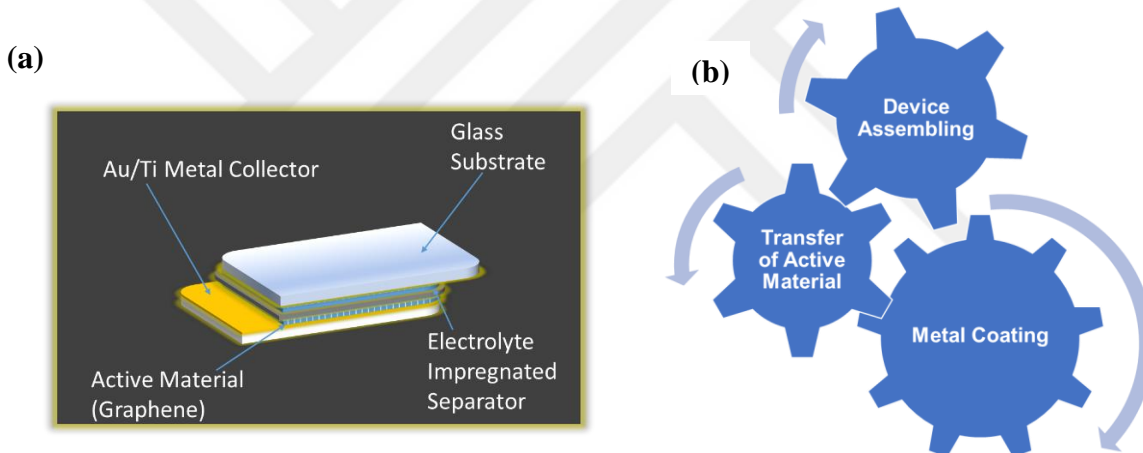 (a)
Glass
Substrate
Au/Ti Metal Collector
Active Material
(Graphene)
Electrolyte
Impregnated
Separator
(b)
Device
Assembling
Transfer
of Active
Material
Metal Coating